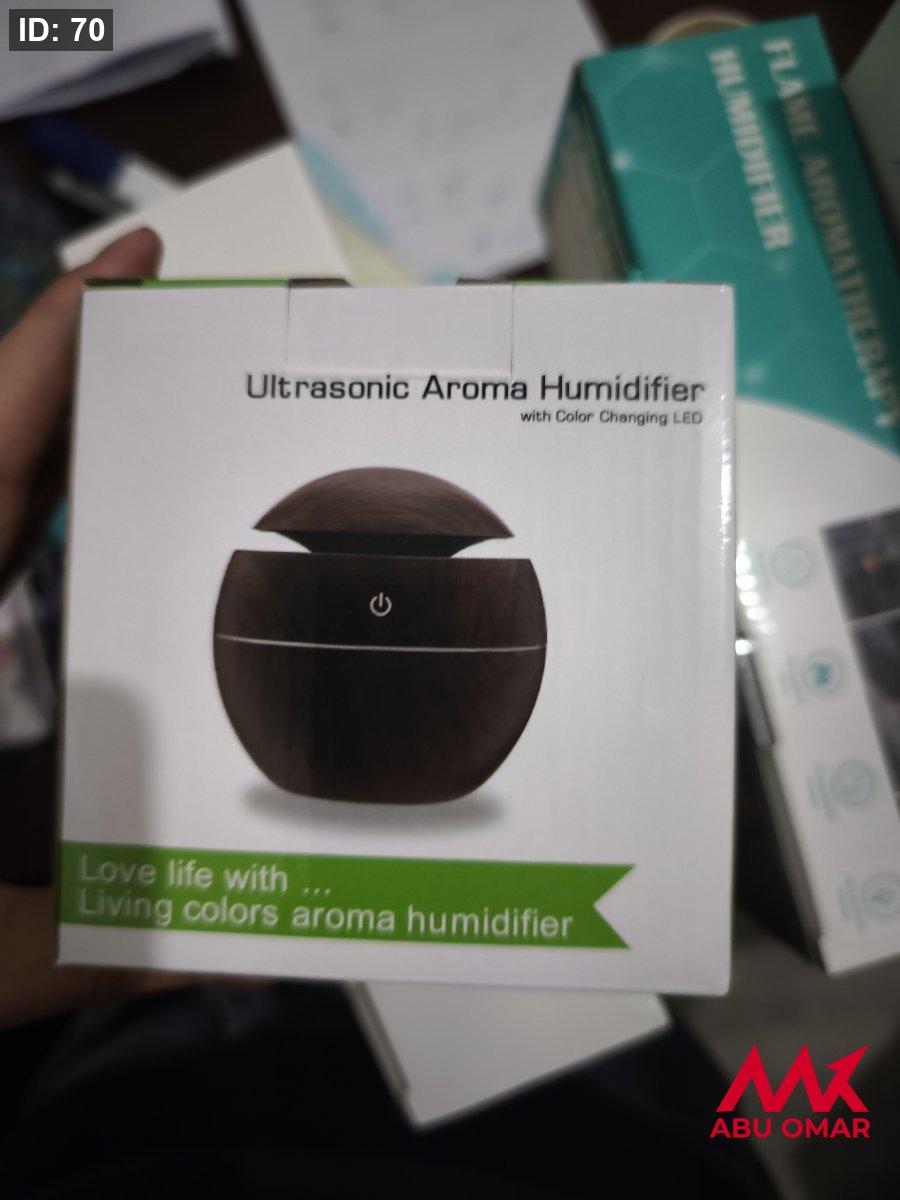 ID: 70
FLAME AROMATHERAPY
HUMIDIFIER
Ultrasonic Aroma Humidifier
with Color Changing LED
Love life with ...
Living colors aroma humidifier
ABU OMAR